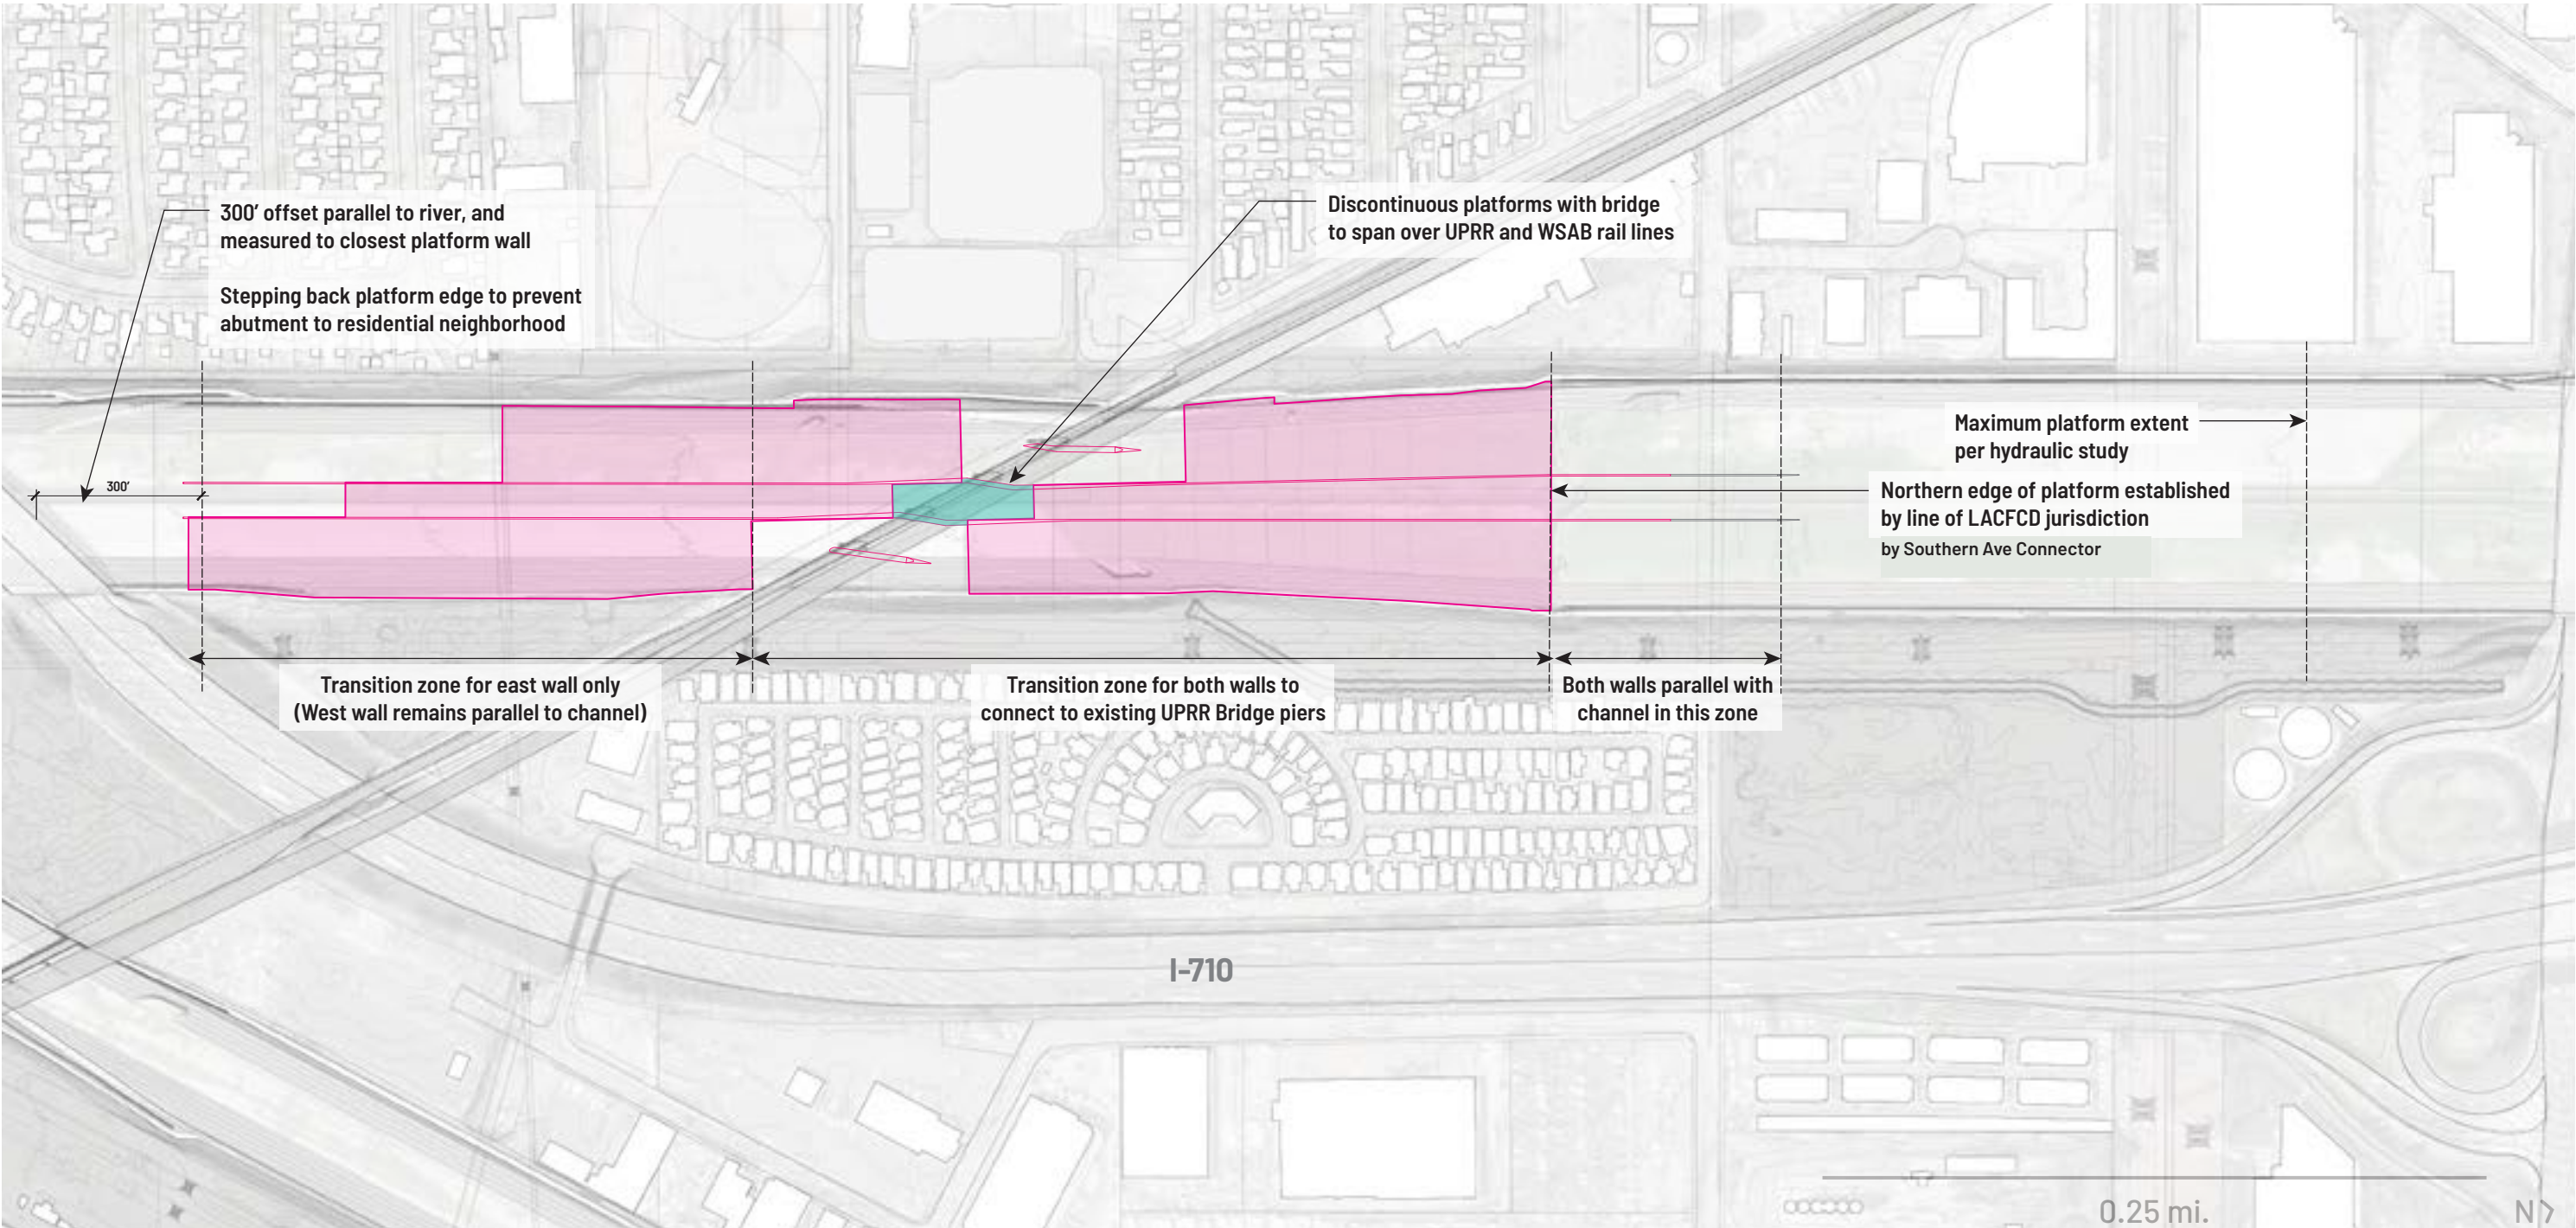 300’ offset parallel to river, and
measured to closest platform wall
Stepping back platform edge to prevent
abutment to residential neighborhood
Discontinuous platforms with bridge
to span over UPRR and WSAB rail lines
Maximum platform extent
per hydraulic study
300'
Northern edge of platform established
by line of LACFCD jurisdiction
by Southern Ave Connector
Transition zone for east wall only
(West wall remains parallel to channel)
Transition zone for both walls to
connect to existing UPRR Bridge piers
Both walls parallel with
channel in this zone
I-710
0.25 mi.
N